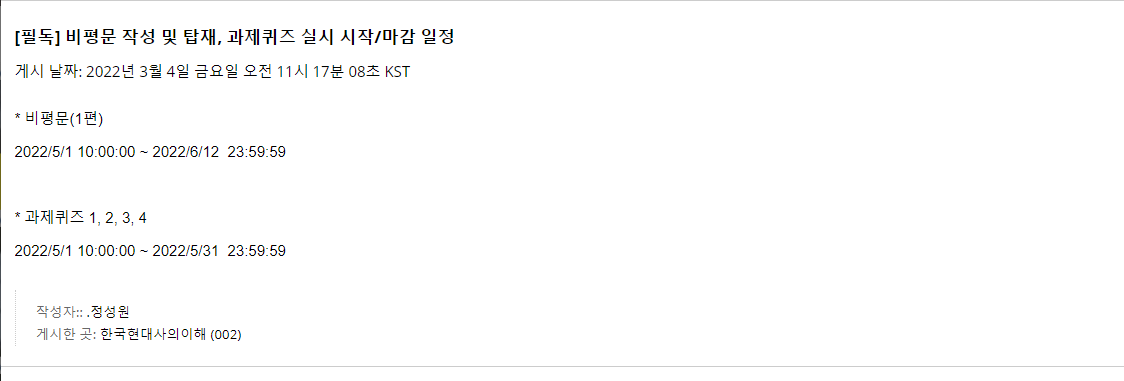 [필독] 비평문 작성 및 탑재, 과제퀴즈 실시 시작/마감 일정
게시 날짜: 2022년 3월 4일 금요일 오전 11시 17분 08초 KST
* 비평문(1편)
2022/5/1 10:00:00 ~ 2022/6/12  23:59:59
* 과제퀴즈 1, 2, 3, 4
2022/5/1 10:00:00 ~ 2022/5/31  23:59:59
작성자:: .정성원
게시한 곳: 한국현대사의이해 (002)